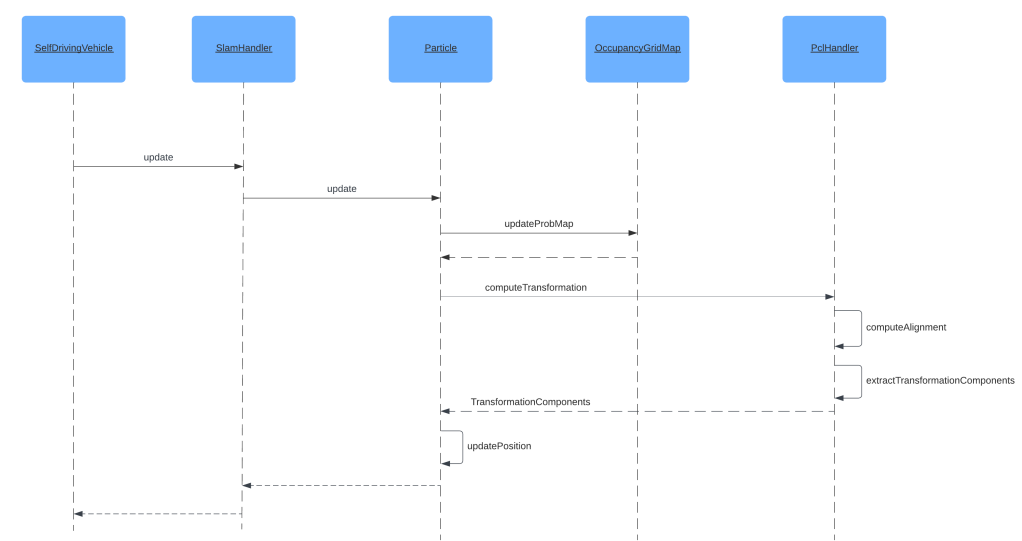 SelfDrivingVehicle
SlamHandler
Particle
OccupancyGridMap
PclHandler
update
update
updateProbMap
computeTransformation
computeAlignment
extractTransformationComponents
TransformationComponents
updatePosition